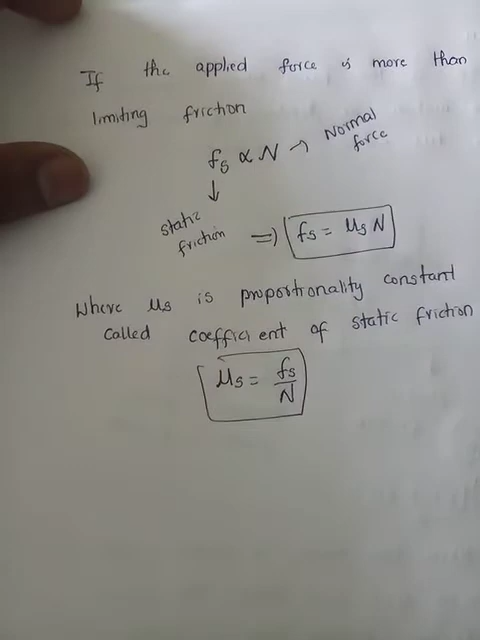 If the applied force is more than
limiting friction
fs ∝ N → Normal force
↓
static friction ⇒ fs = μs N
Where μs is proportionality constant
called coefficient of static friction
μs = fs/N